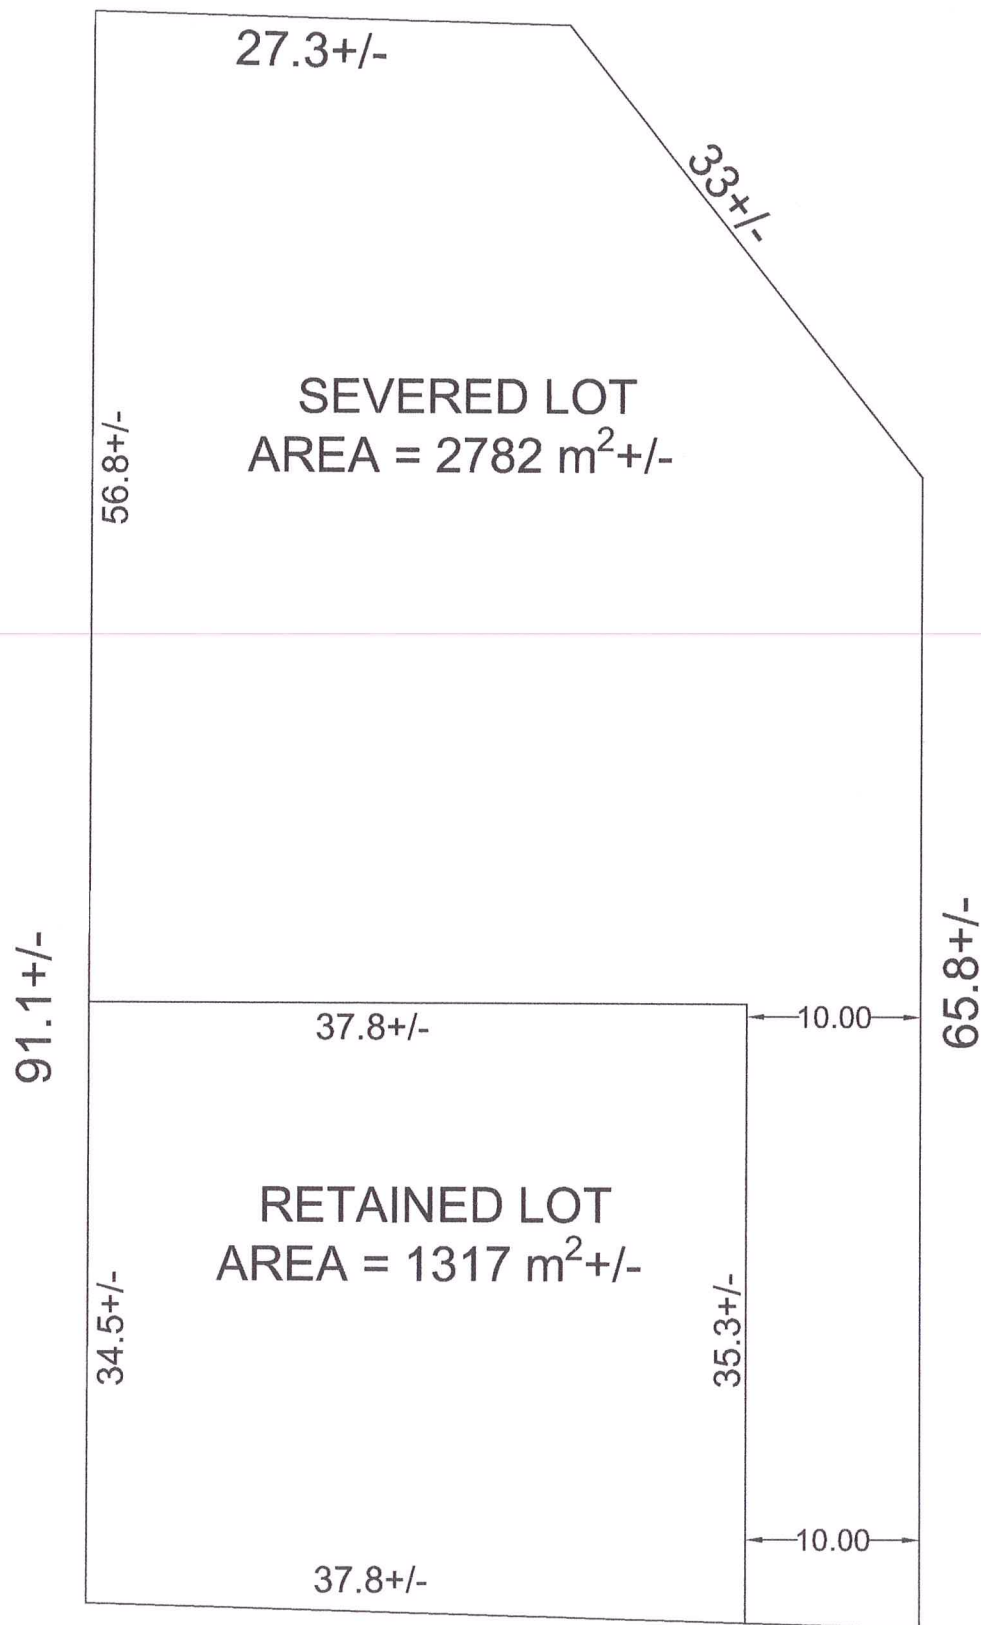 27.3+/-
33+/-
SEVERED LOT
AREA = 2782 m²+/-
56.8+/-
91.1+/-
65.8+/-
37.8+/-
10.00
RETAINED LOT
AREA = 1317 m²+/-
34.5+/-
35.3+/-
10.00
37.8+/-